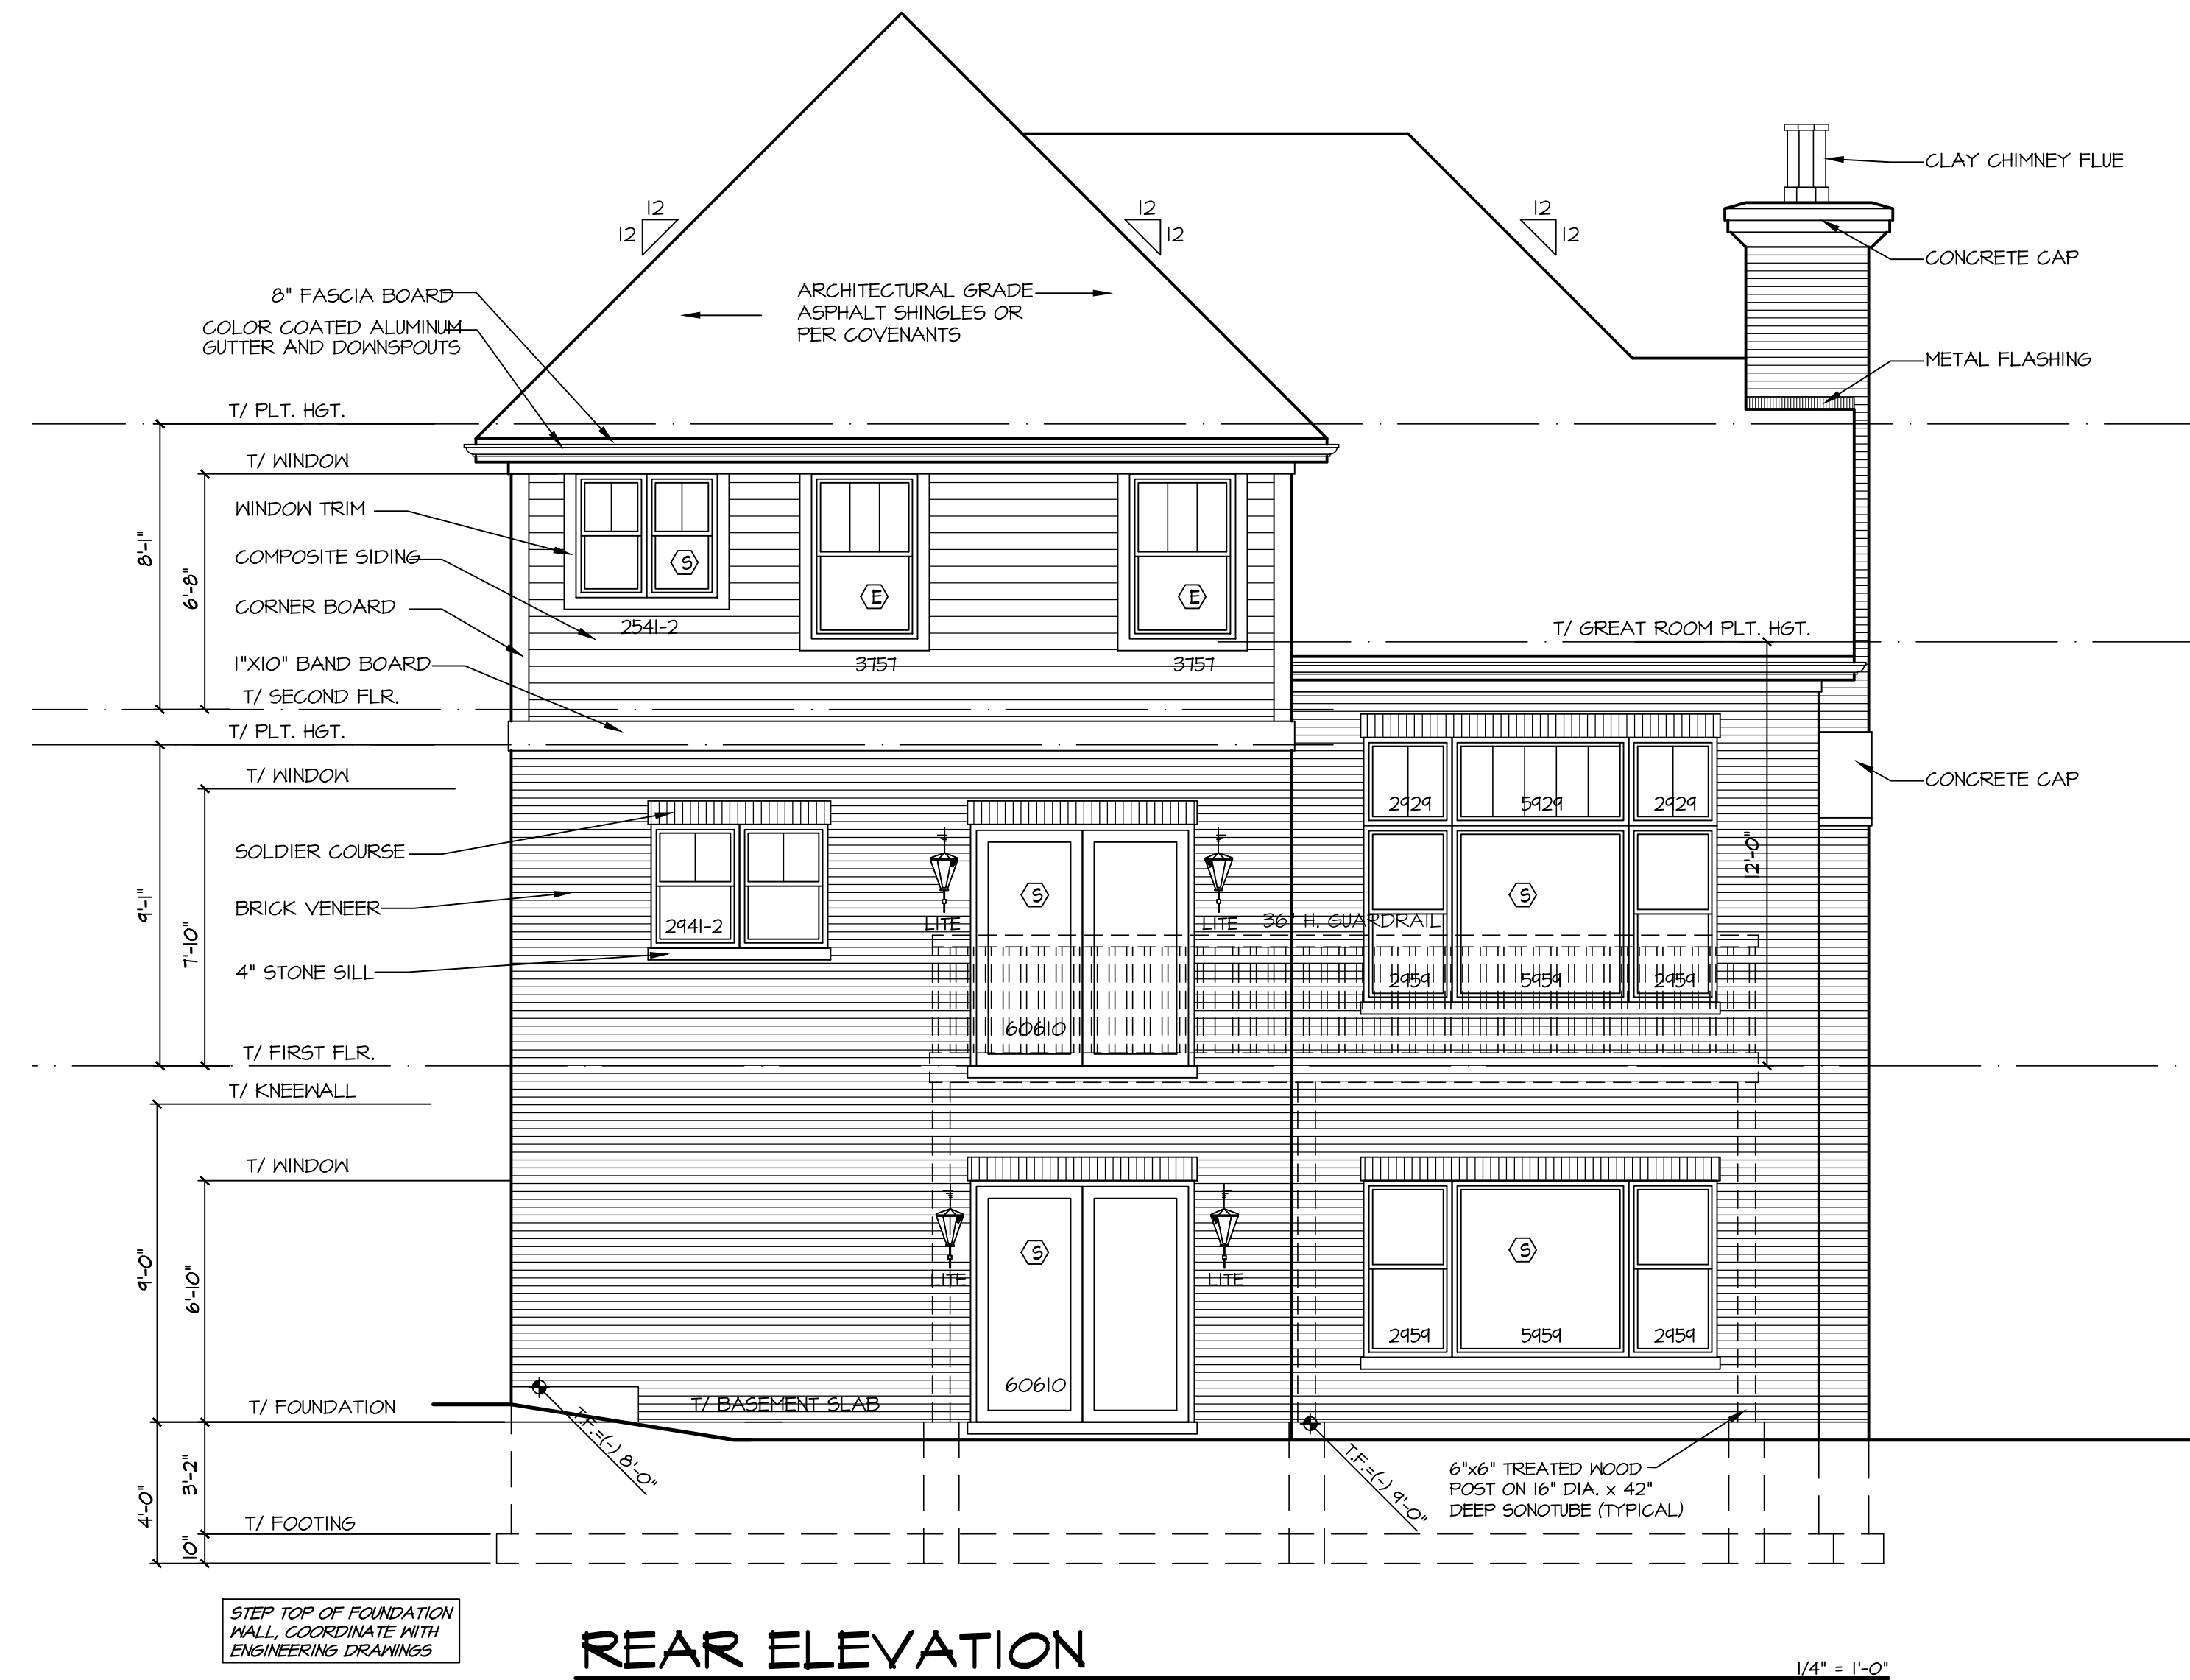 CLAY CHIMNEY FLUE
12
12
12
12
12
12
CONCRETE CAP
8" FASCIA BOARD
ARCHITECTURAL GRADE
ASPHALT SHINGLES OR
PER COVENANTS
COLOR COATED ALUMINUM
GUTTER AND DOWNSPOUTS
METAL FLASHING
T/ PLT. HGT.
T/ WINDOW
WINDOW TRIM
8'-1"
COMPOSITE SIDING
S
6'-8"
E
E
CORNER BOARD
2541-2
T/ GREAT ROOM PLT. HGT.
1"X10" BAND BOARD
3757
3757
T/ SECOND FLR.
T/ PLT. HGT.
T/ WINDOW
CONCRETE CAP
2929
5929
2929
SOLDIER COURSE
12'-0"
9'-1"
BRICK VENEER
S
S
2941-2
LITE
LITE
36" H. GUARDRAIL
7'-10"
4" STONE SILL
2959
5959
2959
60610
T/ FIRST FLR.
T/ KNEEWALL
T/ WINDOW
9'-0"
6'-10"
S
S
LITE
LITE
2959
5959
2959
60610
T/ FOUNDATION
T/ BASEMENT SLAB
T.F.=(-) 8'-0"
T.F.=(-) 9'-0"
3'-2"
4'-0"
6"x6" TREATED WOOD
POST ON 16" DIA. x 42"
DEEP SONOTUBE (TYPICAL)
T/ FOOTING
10"
STEP TOP OF FOUNDATION
WALL, COORDINATE WITH
ENGINEERING DRAWINGS
REAR ELEVATION
1/4" = 1'-0"